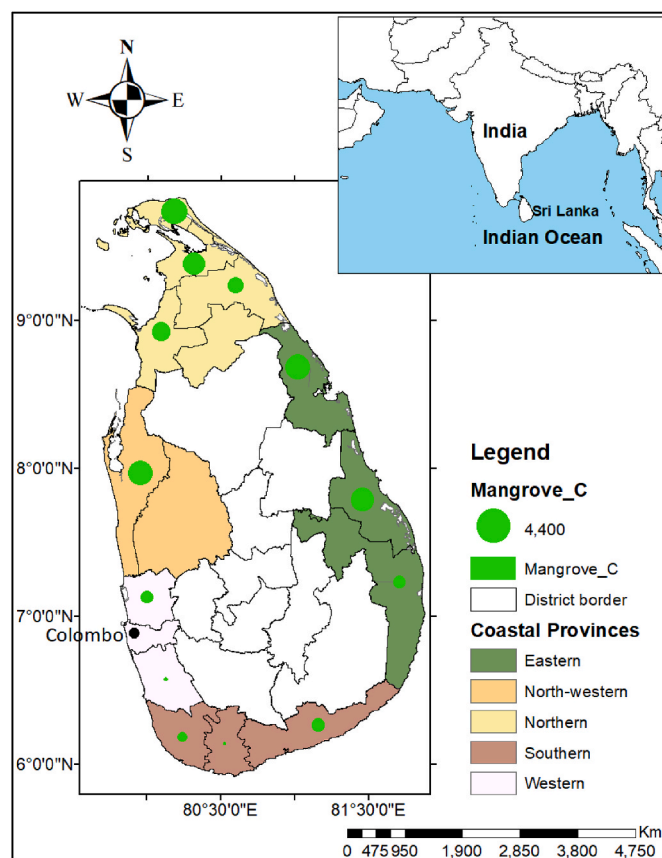 N
W E
S
India
Sri Lanka
Indian Ocean
9°0'0"N
8°0'0"N
7°0'0"N
Colombo
6°0'0"N
80°30'0"E 81°30'0"E
Legend
Mangrove_C
4,400
Mangrove_C
District border
Coastal Provinces
Eastern
North-western
Northern
Southern
Western
Km
0 475 950 1,900 2,850 3,800 4,750